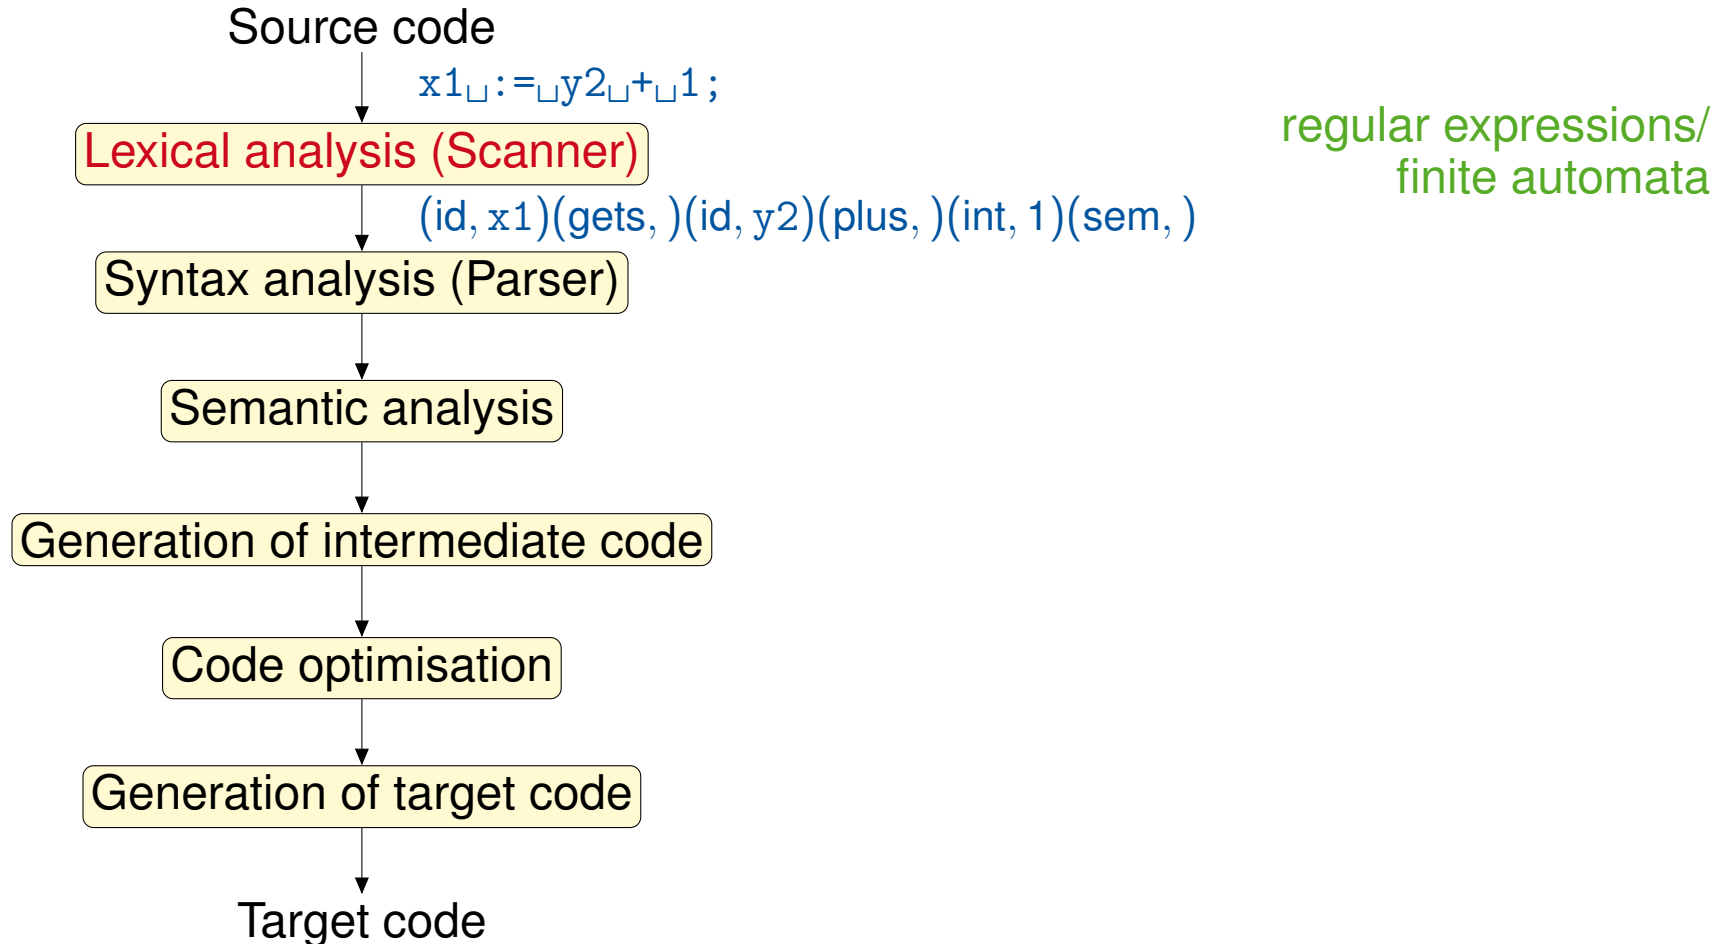 Source code
x1␣:=␣y2␣+␣1;
Lexical analysis (Scanner)
regular expressions/
finite automata
(id, x1)(gets, )(id, y2)(plus, )(int, 1)(sem, )
Syntax analysis (Parser)
Semantic analysis
Generation of intermediate code
Code optimisation
Generation of target code
Target code